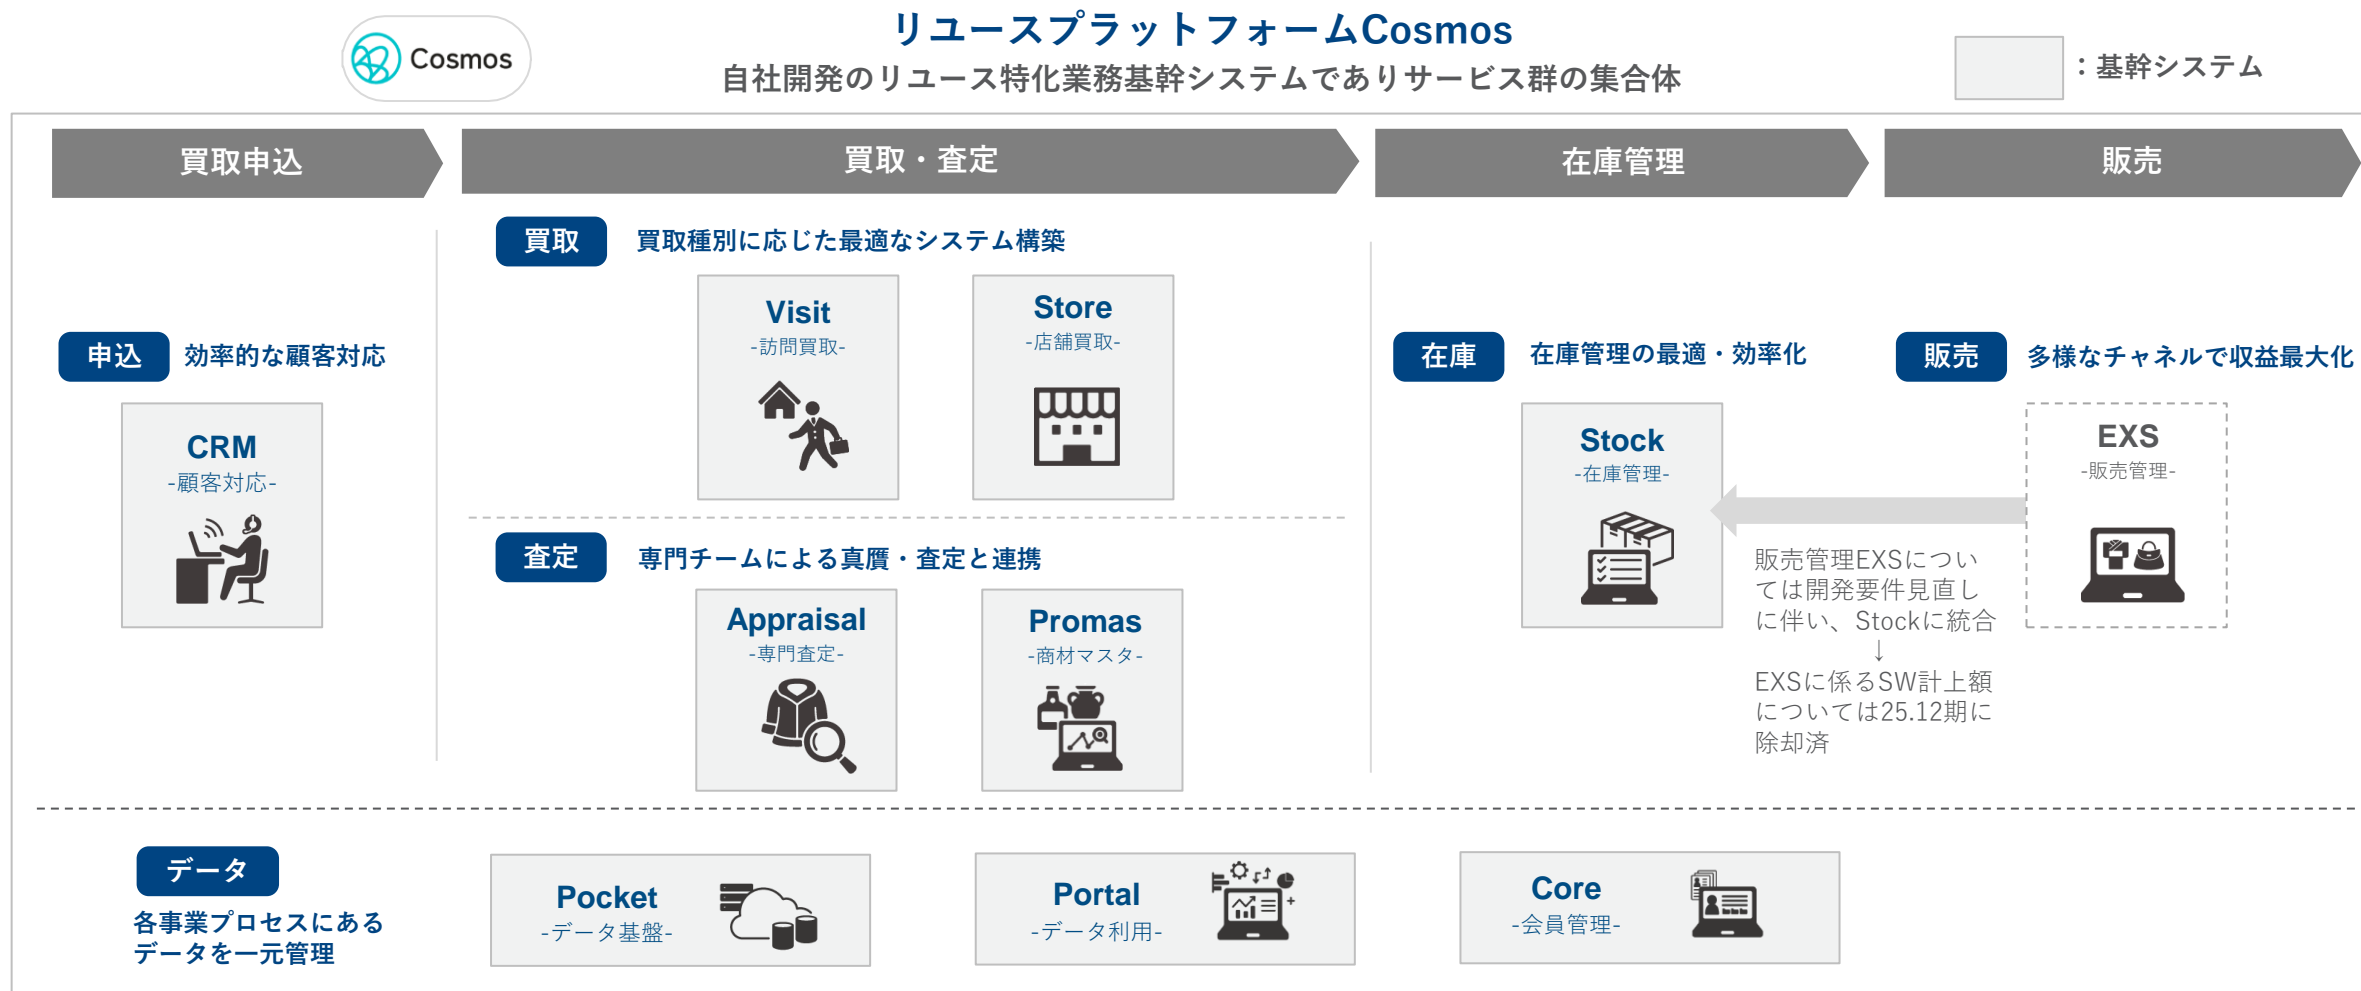 Cosmos
リユースプラットフォームCosmos
自社開発のリユース特化業務基幹システムでありサービス群の集合体
：基幹システム
買取申込
買取・査定
在庫管理
販売
申込
効率的な顧客対応
CRM
-顧客対応-
買取
買取種別に応じた最適なシステム構築
Visit
-訪問買取-
Store
-店舗買取-
査定
専門チームによる真贋・査定と連携
Appraisal
-専門査定-
Promas
-商材マスタ-
在庫
在庫管理の最適・効率化
Stock
-在庫管理-
販売
多様なチャネルで収益最大化
EXS
-販売管理-
販売管理EXSについ
ては開発要件見直し
に伴い、Stockに統合
↓
EXSに係るSW計上額
については25.12期に
除却済
データ
各事業プロセスにある
データを一元管理
Pocket
-データ基盤-
Portal
-データ利用-
Core
-会員管理-